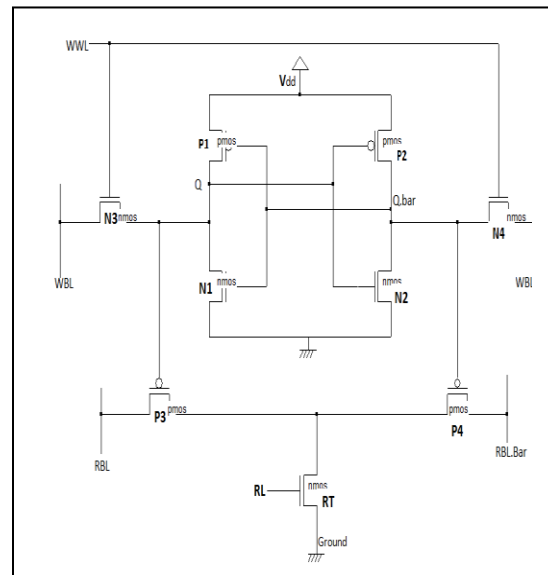 WWL
Vdd
P1 pmos
pmos P2
Q
Q.bar
N3 nmos
nmos
N4
WBL
WBL
N1 nmos
nmos
N2
P3 pmos
pmos
P4
RBL
RBL.Bar
RL
nmos
RT
Ground